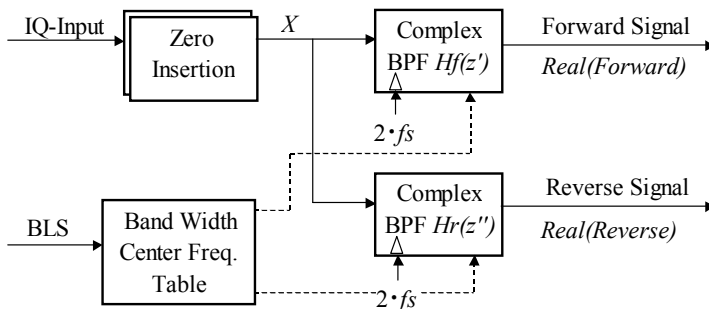 IQ-Input
Zero
Insertion
X
Complex
BPF Hf(z')
2・fs
Forward Signal
Real(Forward)
BLS
Band Width
Center Freq.
Table
Complex
BPF Hr(z'')
2・fs
Reverse Signal
Real(Reverse)